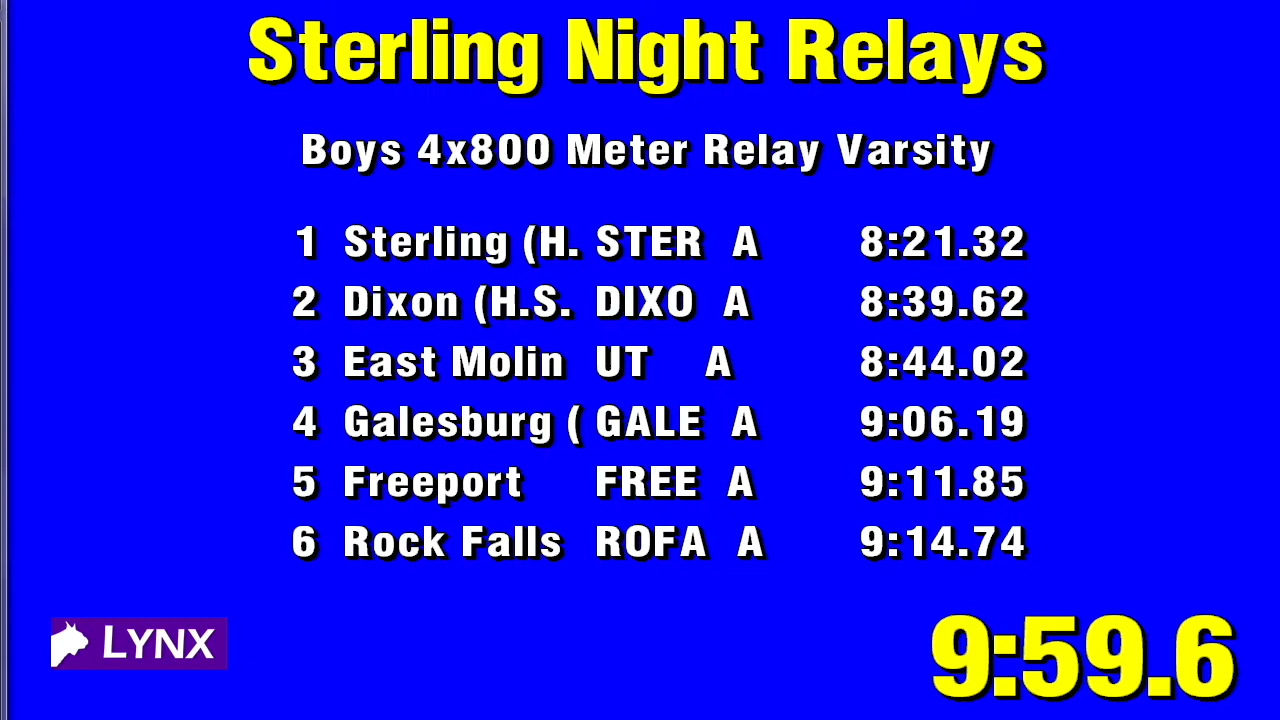 Sterling Night Relays
Boys 4x800 Meter Relay Varsity
1 Sterling (H. STER A 8:21.32
2 Dixon (H.S. DIXO A 8:39.62
3 East Molin UT A 8:44.02
4 Galesburg ( GALE A 9:06.19
5 Freeport FREE A 9:11.85
6 Rock Falls ROFA A 9:14.74
LYNX
9:59.6